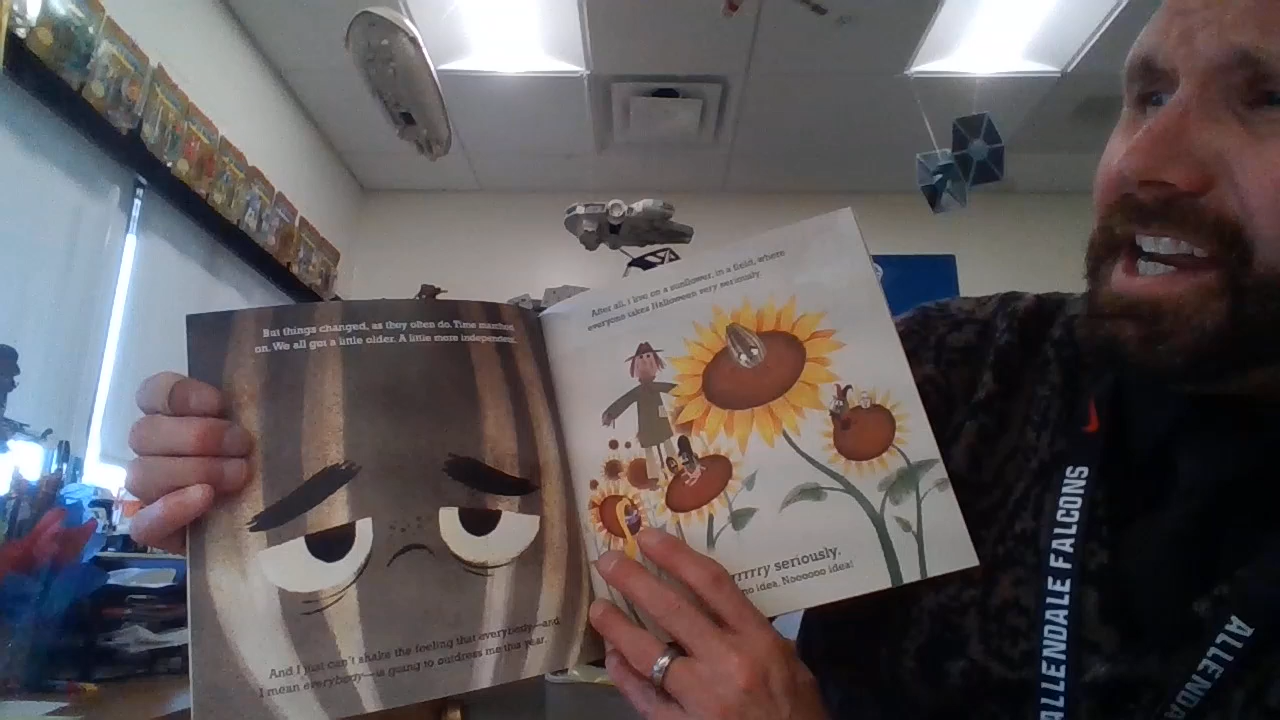 But things changed, as they often do. Time marched
on. We all got a little older. A little more independent.
And I just can't shake the feeling that everybody—and
I mean everybody—is going to outdress me this year.
After all, I live on a sunflower, in a field, where
everyone takes Halloween very seriously.
rrrrry seriously.
no idea. Noooooo idea!
ALLENDALE FALCONS
ALLENDA